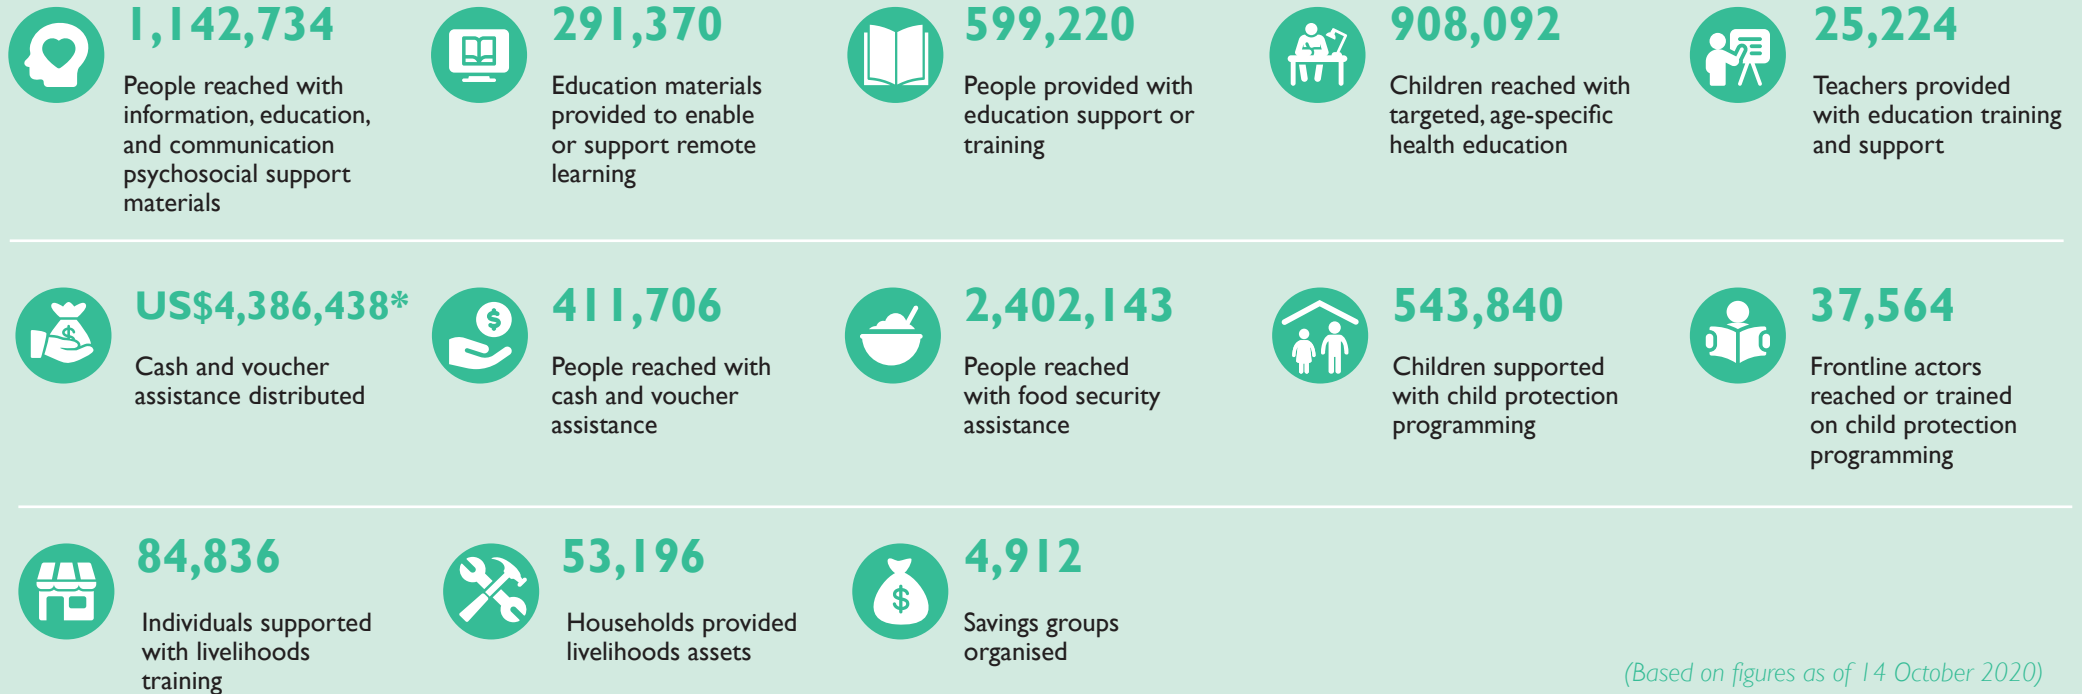 1,142,734
People reached with
information, education,
and communication
psychosocial support
materials
291,370
Education materials
provided to enable
or support remote
learning
599,220
People provided with
education support or
training
908,092
Children reached with
targeted, age-specific
health education
25,224
Teachers provided
with education training
and support
US$4,386,438*
Cash and voucher
assistance distributed
411,706
People reached with
cash and voucher
assistance
2,402,143
People reached
with food security
assistance
543,840
Children supported
with child protection
programming
37,564
Frontline actors
reached or trained
on child protection
programming
84,836
Individuals supported
with livelihoods
training
53,196
Households provided
livelihoods assets
4,912
Savings groups
organised
(Based on figures as of 14 October 2020)